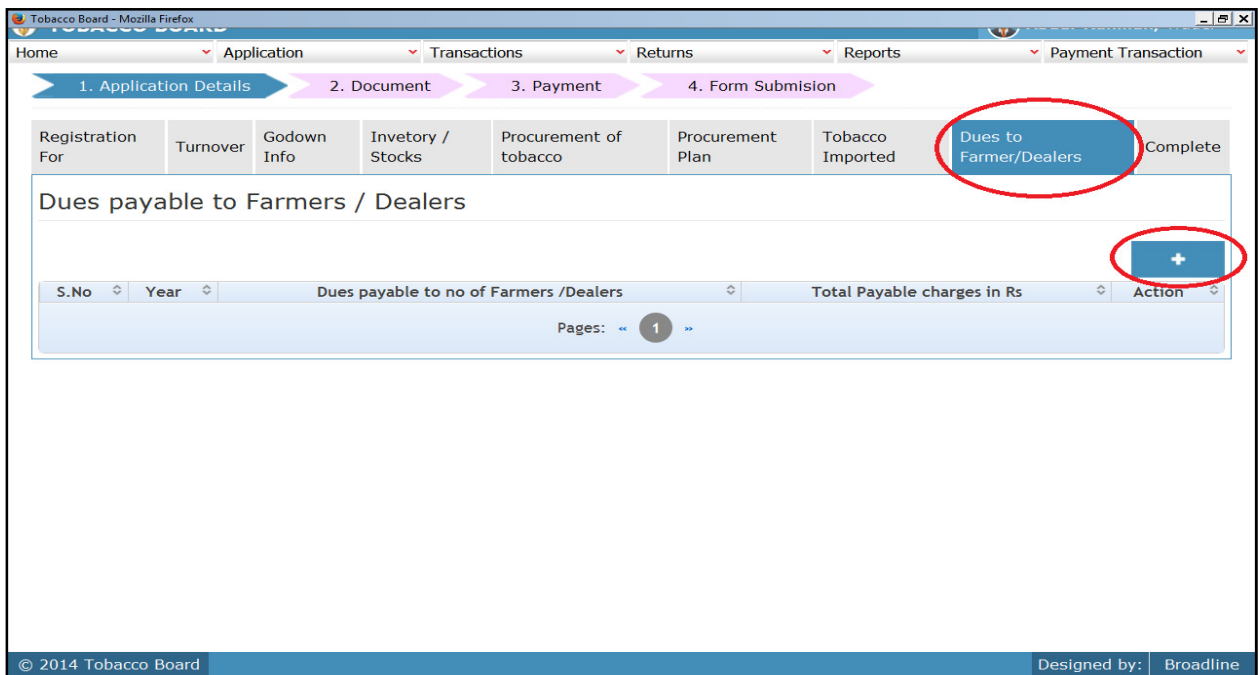 Tobacco Board - Mozilla Firefox
TOBACCO BOARD
Home Application Transactions Returns Reports Payment Transaction
1. Application Details 2. Document 3. Payment 4. Form Submision
Registration For Turnover Godown Info Invetory / Stocks Procurement of tobacco Procurement Plan Tobacco Imported Dues to Farmer/Dealers Complete
Dues payable to Farmers / Dealers
+
S.No Year Dues payable to no of Farmers /Dealers Total Payable charges in Rs Action
Pages: « 1 »
© 2014 Tobacco Board Designed by: Broadline